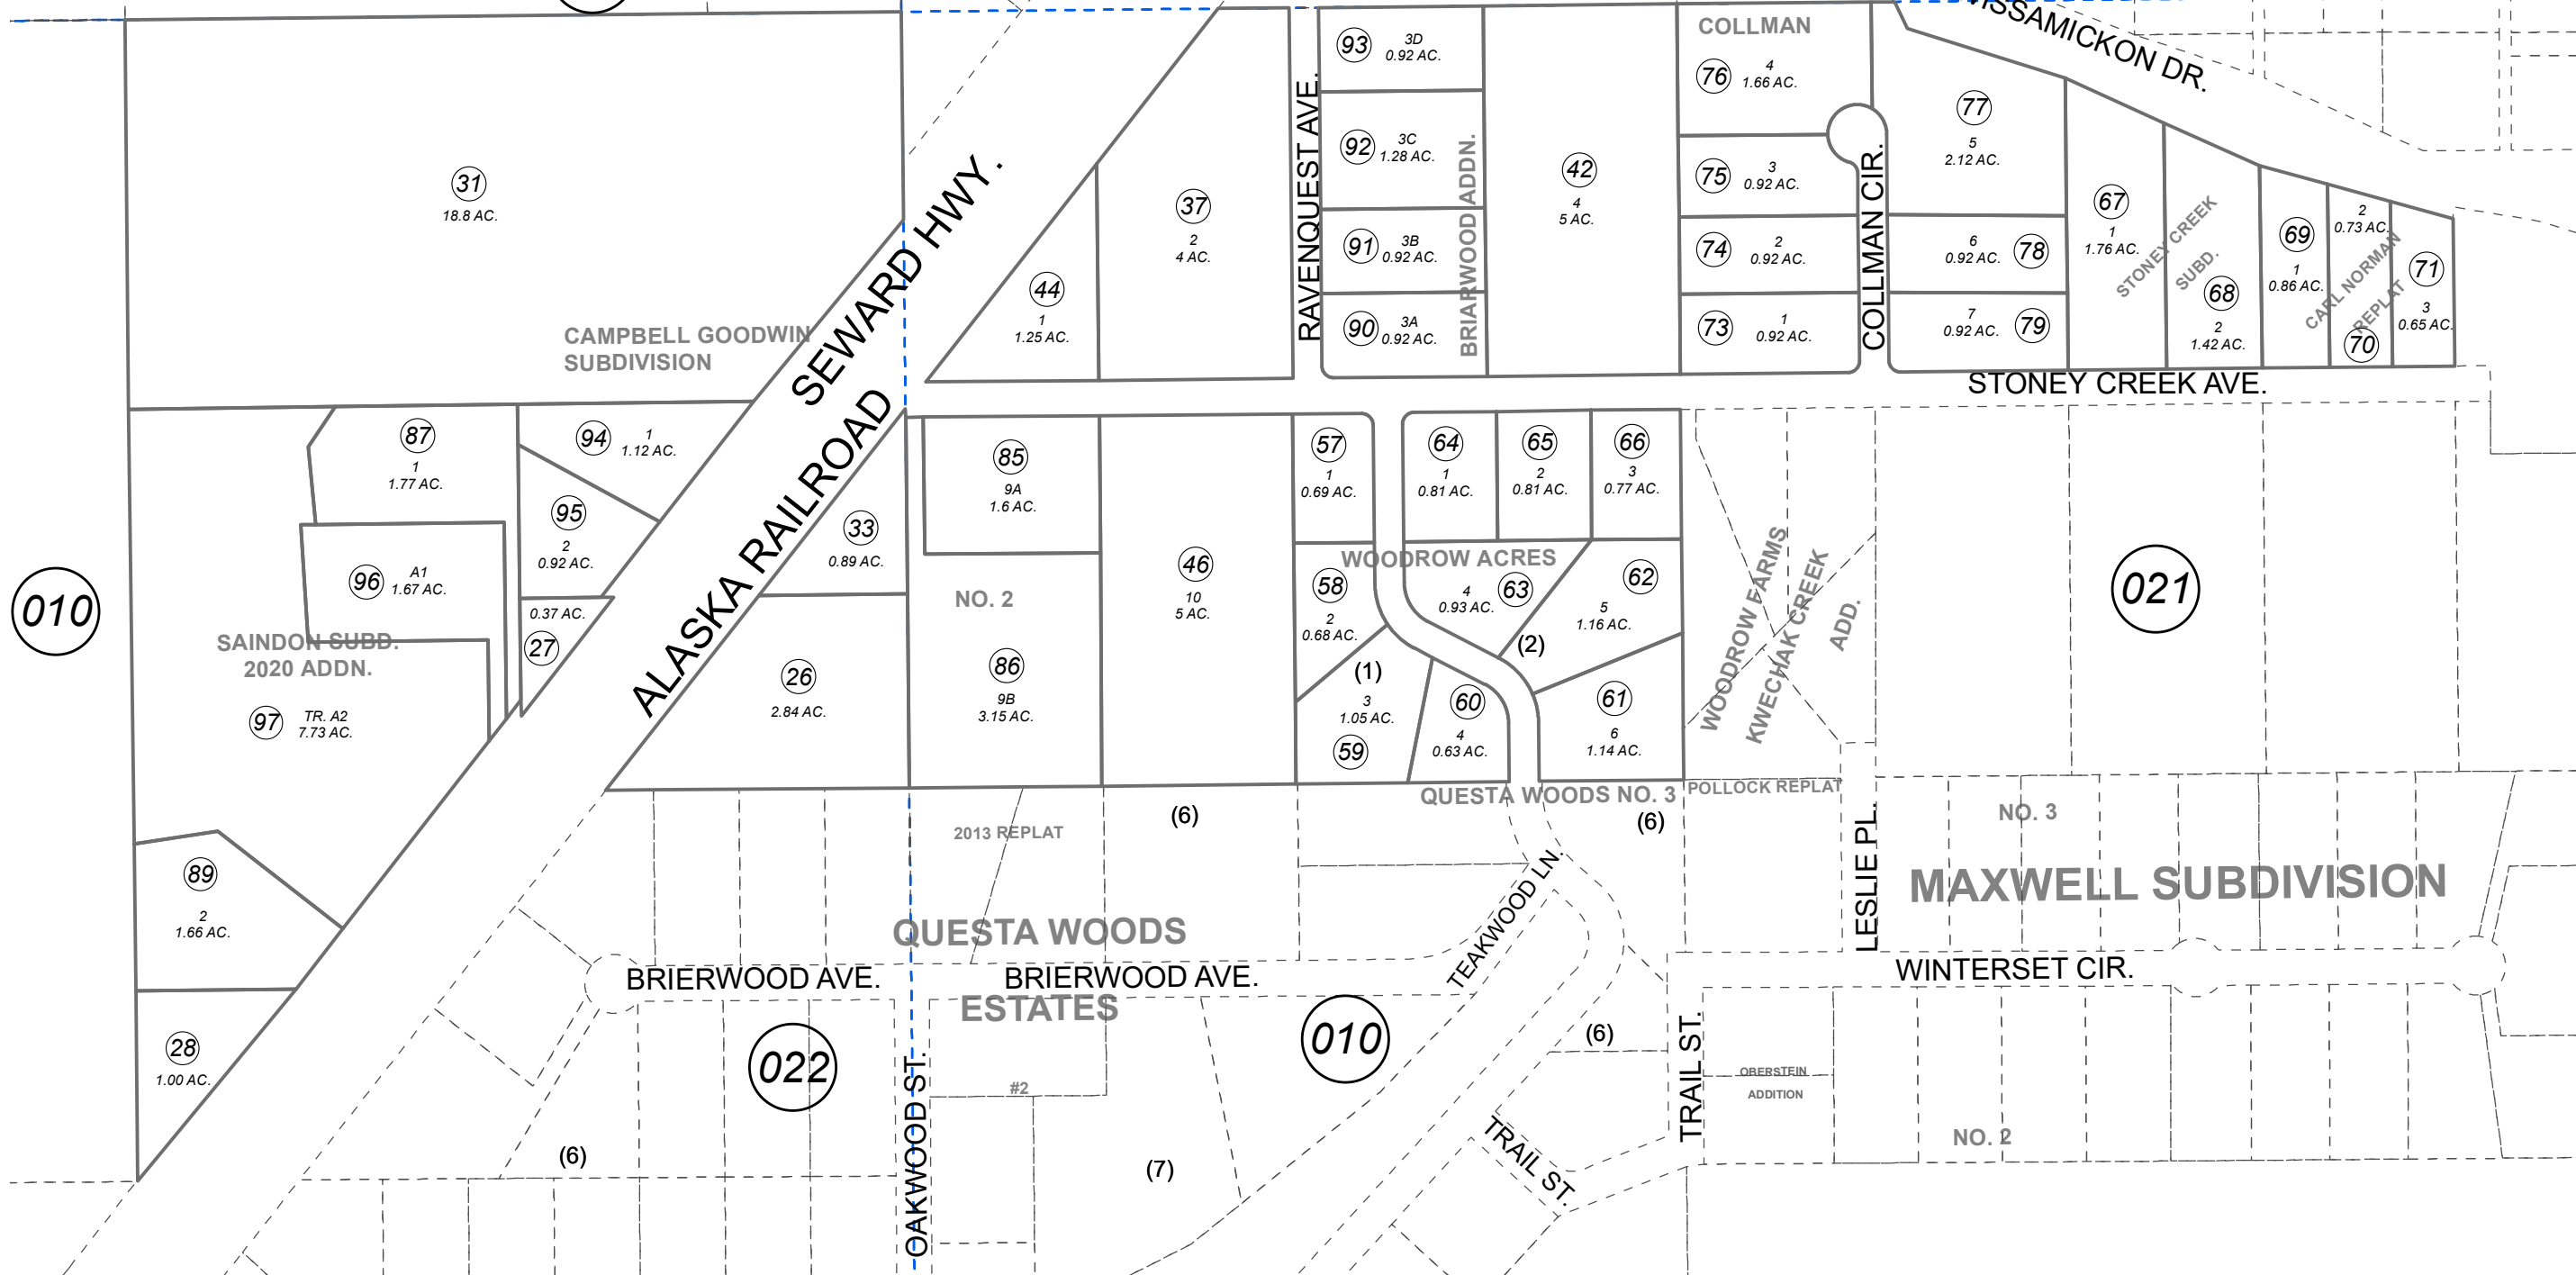 31
18.8 AC.
SEWARD HWY.
ALASKA RAILROAD
CAMPBELL GOODWIN
SUBDIVISION
44
1
1.25 AC.
37
2
4 AC.
RAVENQUEST AVE.
93
3D
0.92 AC.
92
3C
1.28 AC.
91
3B
0.92 AC.
90
3A
0.92 AC.
BRIARWOOD ADDN.
42
4
5 AC.
COLLMAN
76
4
1.66 AC.
75
3
0.92 AC.
74
2
0.92 AC.
73
1
0.92 AC.
COLLMAN CIR.
77
5
2.12 AC.
6
0.92 AC.
78
7
0.92 AC.
79
DR.
67
1
1.76 AC.
STONEY CREEK
SUBD.
68
2
1.42 AC.
69
1
0.86 AC.
2
0.73 AC.
CARL NORMAN
REPLAT
70
71
3
0.65 AC.
STONEY CREEK AVE.
87
1
1.77 AC.
94
1
1.12 AC.
95
2
0.92 AC.
96
A1
1.67 AC.
0.37 AC.
27
SAINDON SUBD.
2020 ADDN.
97
TR. A2
7.73 AC.
010
89
2
1.66 AC.
28
1.00 AC.
33
0.89 AC.
26
2.84 AC.
85
9A
1.6 AC.
NO. 2
86
9B
3.15 AC.
46
10
5 AC.
57
1
0.69 AC.
64
1
0.81 AC.
65
2
0.81 AC.
66
3
0.77 AC.
WOODROW ACRES
58
2
0.68 AC.
4
0.93 AC.
63
62
5
1.16 AC.
(1)
(2)
3
1.05 AC.
59
60
4
0.63 AC.
61
6
1.14 AC.
WOODROW FARMS
KWECHAK CREEK
ADD.
021
QUESTA WOODS NO. 3
POLLOCK REPLAT
(6)
(6)
2013 REPLAT
NO. 3
MAXWELL SUBDIVISION
LESLIE PL.
TEAKWOOD LN.
QUESTA WOODS
ESTATES
BRIERWOOD AVE.
BRIERWOOD AVE.
WINTERSET CIR.
022
010
OAKWOOD ST.
#2
(6)
TRAIL ST.
OBERSTEIN
ADDITION
NO. 2
TRAIL ST.
(6)
(7)